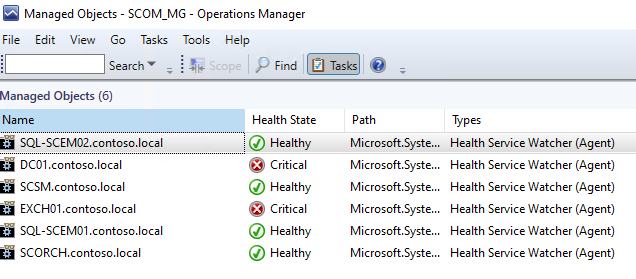 Managed Objects - SCOM_MG - Operations Manager
File Edit View Go Tasks Tools Help
Search Scope Find Tasks
Managed Objects (6)
Name Health State Path Types
SQL-SCEM02.contoso.local Healthy Microsoft.Syste... Health Service Watcher (Agent)
DC01.contoso.local Critical Microsoft.Syste... Health Service Watcher (Agent)
SCSM.contoso.local Healthy Microsoft.Syste... Health Service Watcher (Agent)
EXCH01.contoso.local Critical Microsoft.Syste... Health Service Watcher (Agent)
SQL-SCEM01.contoso.local Healthy Microsoft.Syste... Health Service Watcher (Agent)
SCORCH.contoso.local Healthy Microsoft.Syste... Health Service Watcher (Agent)